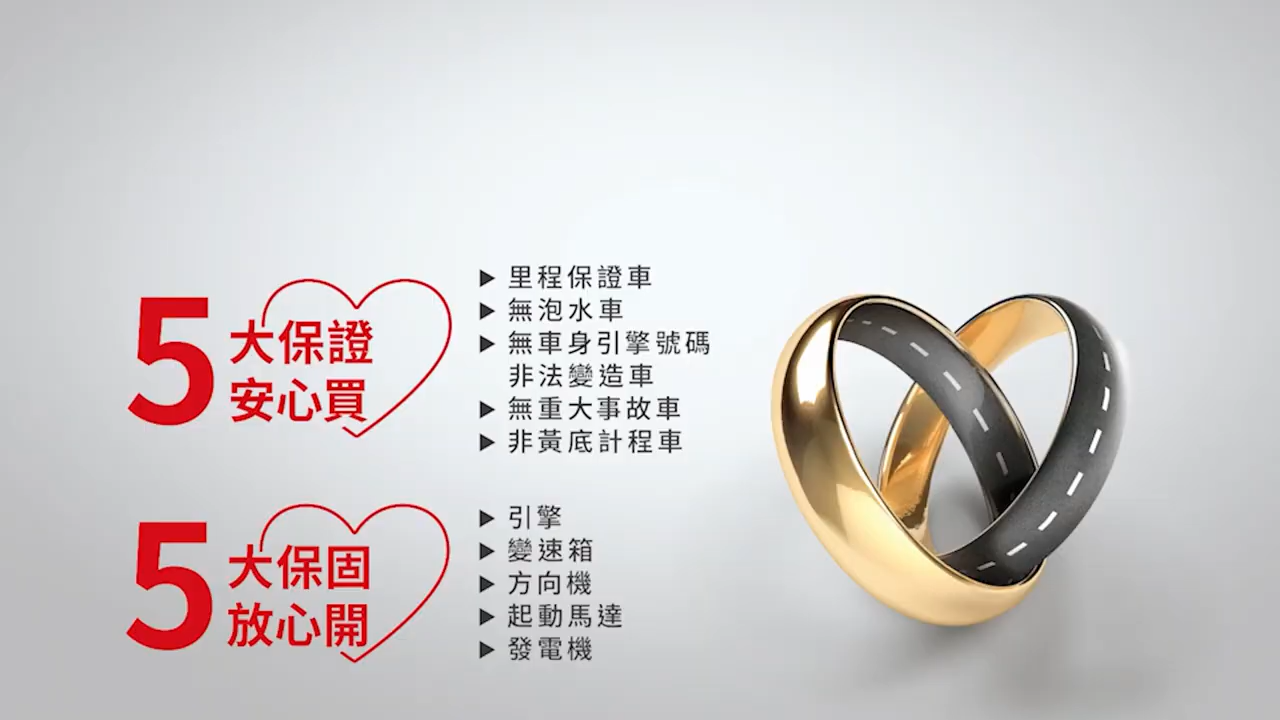 5大保證
安心買
▶ 里程保證車
▶ 無泡水車
▶ 無車身引擎號碼
非法變造車
▶ 無重大事故車
▶ 非黃底計程車
5大保固
放心開
▶ 引擎
▶ 變速箱
▶ 方向機
▶ 起動馬達
▶ 發電機